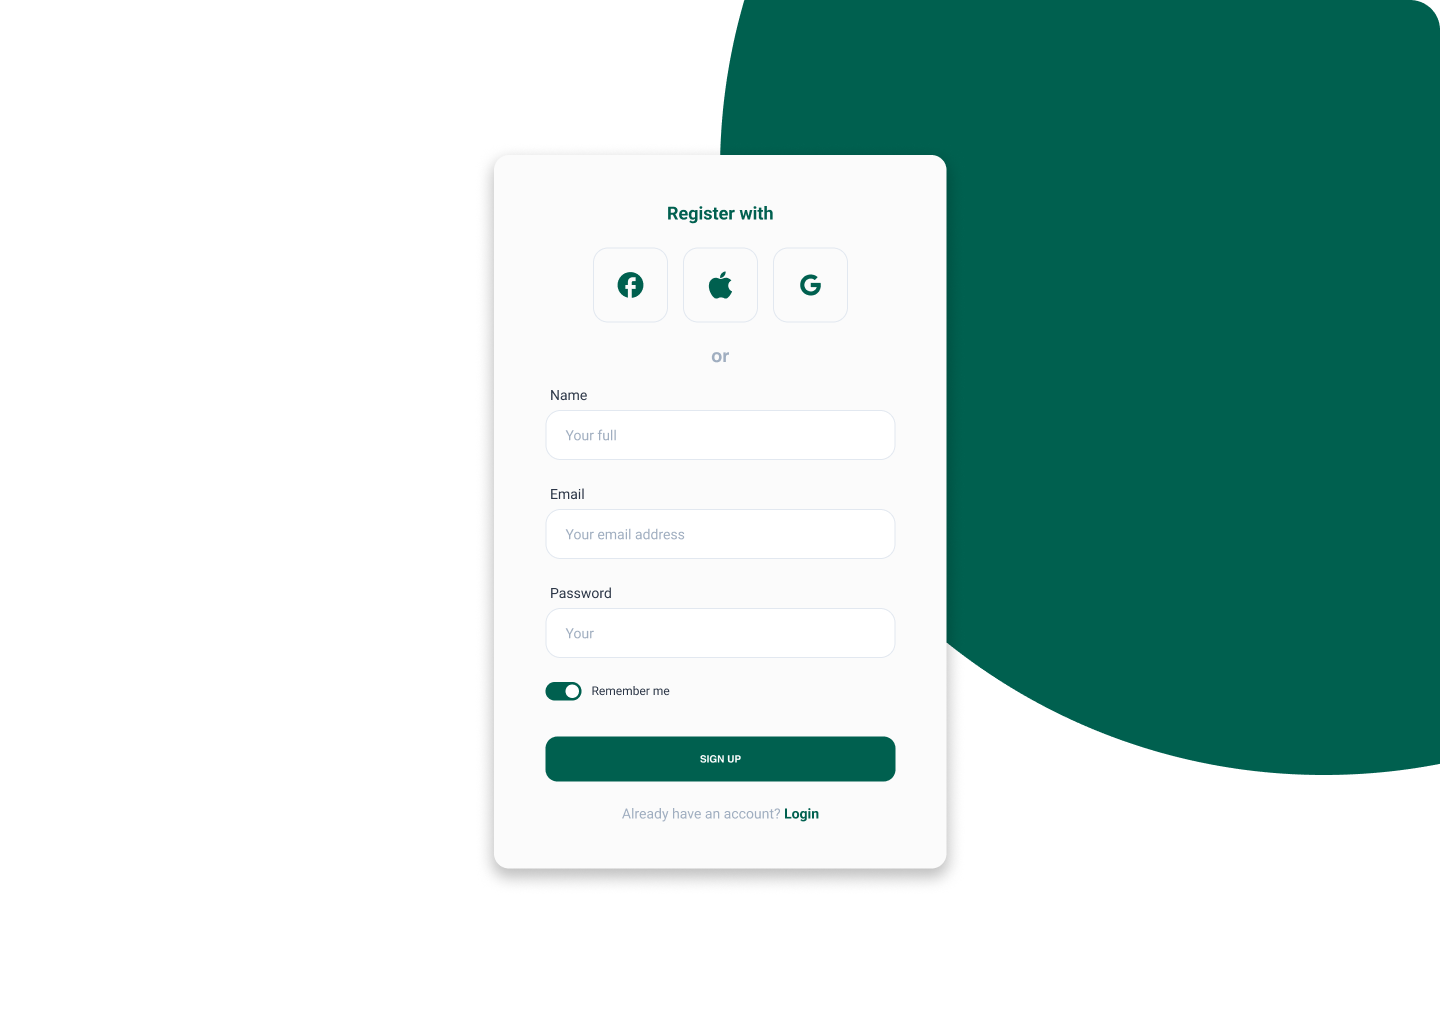 Register with
or
Name
Your full
Email
Your email address
Password
Your
Remember me
SIGN UP
Already have an account? Login